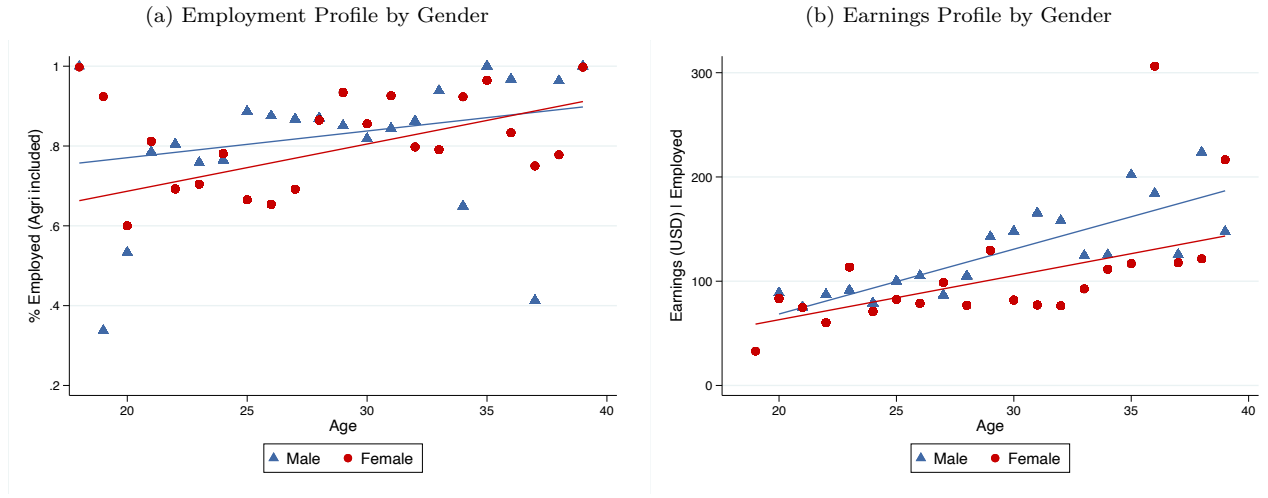 (a) Employment Profile by Gender
% Employed (Agri included)
1
.8
.6
.4
.2
20 25 30 35 40
Age
Male Female
(b) Earnings Profile by Gender
Earnings (USD) | Employed
300
200
100
0
20 25 30 35 40
Age
Male Female